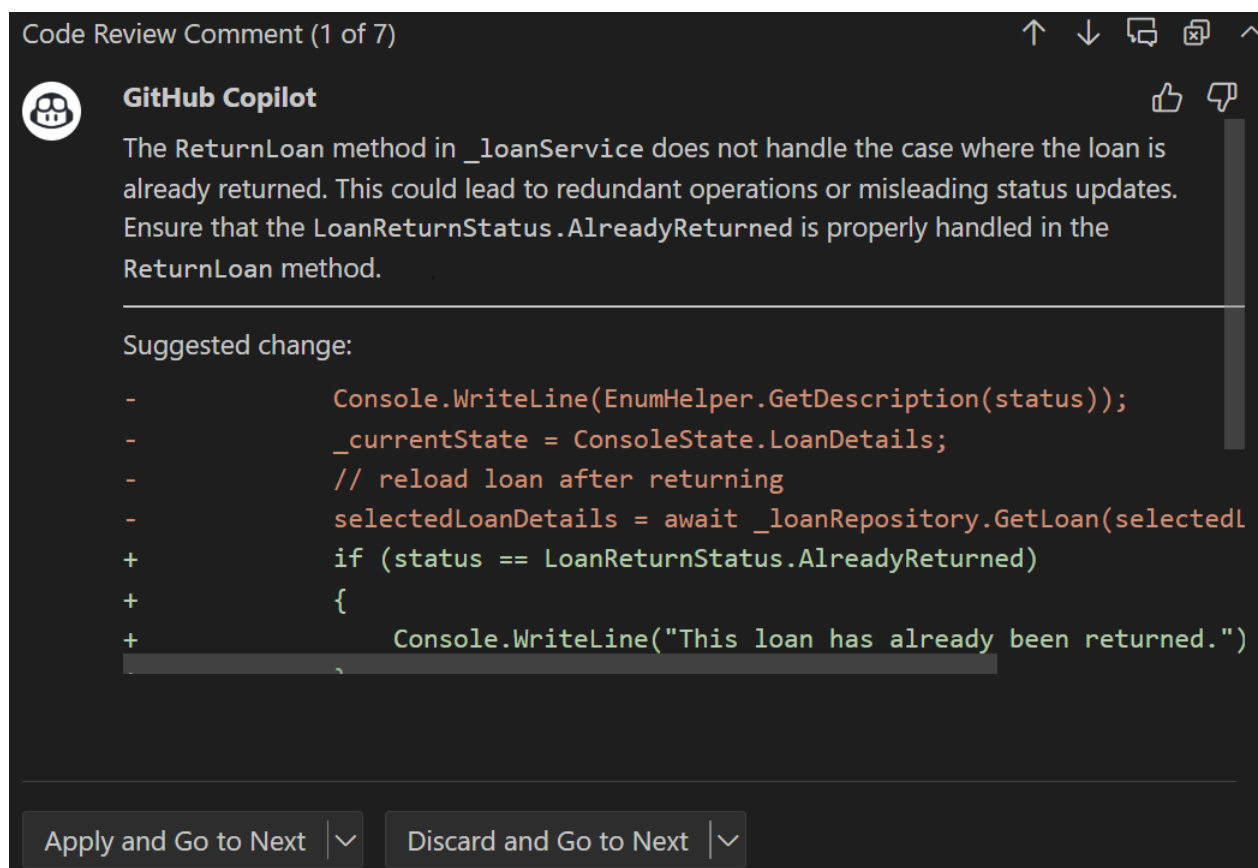 Code Review Comment (1 of 7)
GitHub Copilot
The ReturnLoan method in _loanService does not handle the case where the loan is
already returned. This could lead to redundant operations or misleading status updates.
Ensure that the LoanReturnStatus.AlreadyReturned is properly handled in the
ReturnLoan method.
Suggested change:
-            Console.WriteLine(EnumHelper.GetDescription(status));
-            _currentState = ConsoleState.LoanDetails;
-            // reload loan after returning
-            selectedLoanDetails = await _loanRepository.GetLoan(selectedL
+            if (status == LoanReturnStatus.AlreadyReturned)
+            {
+                Console.WriteLine("This loan has already been returned.")
Apply and Go to Next
Discard and Go to Next